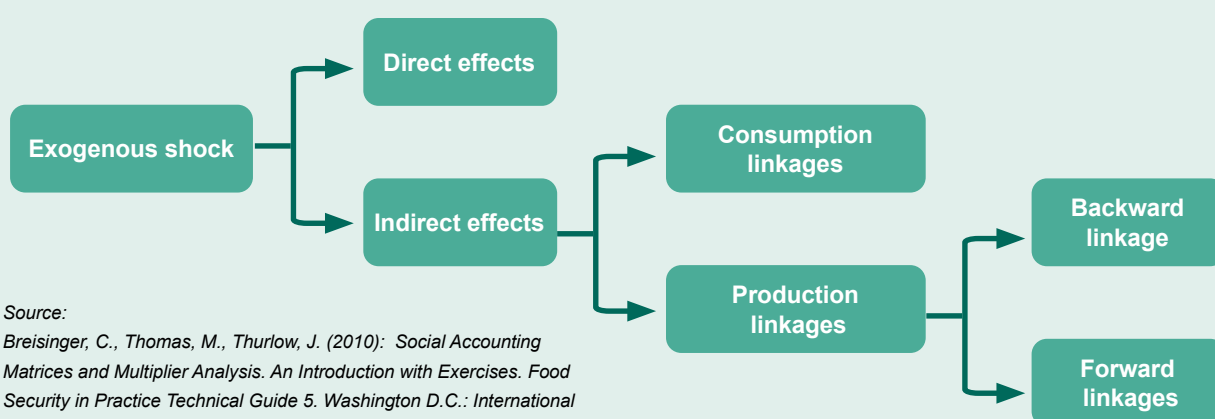 Direct effects
Exogenous shock
Indirect effects
Consumption
linkages
Production
linkages
Backward
linkage
Forward
linkages
Source:
Breisinger, C., Thomas, M., Thurlow, J. (2010): Social Accounting
Matrices and Multiplier Analysis. An Introduction with Exercises. Food
Security in Practice Technical Guide 5. Washington D.C.: International